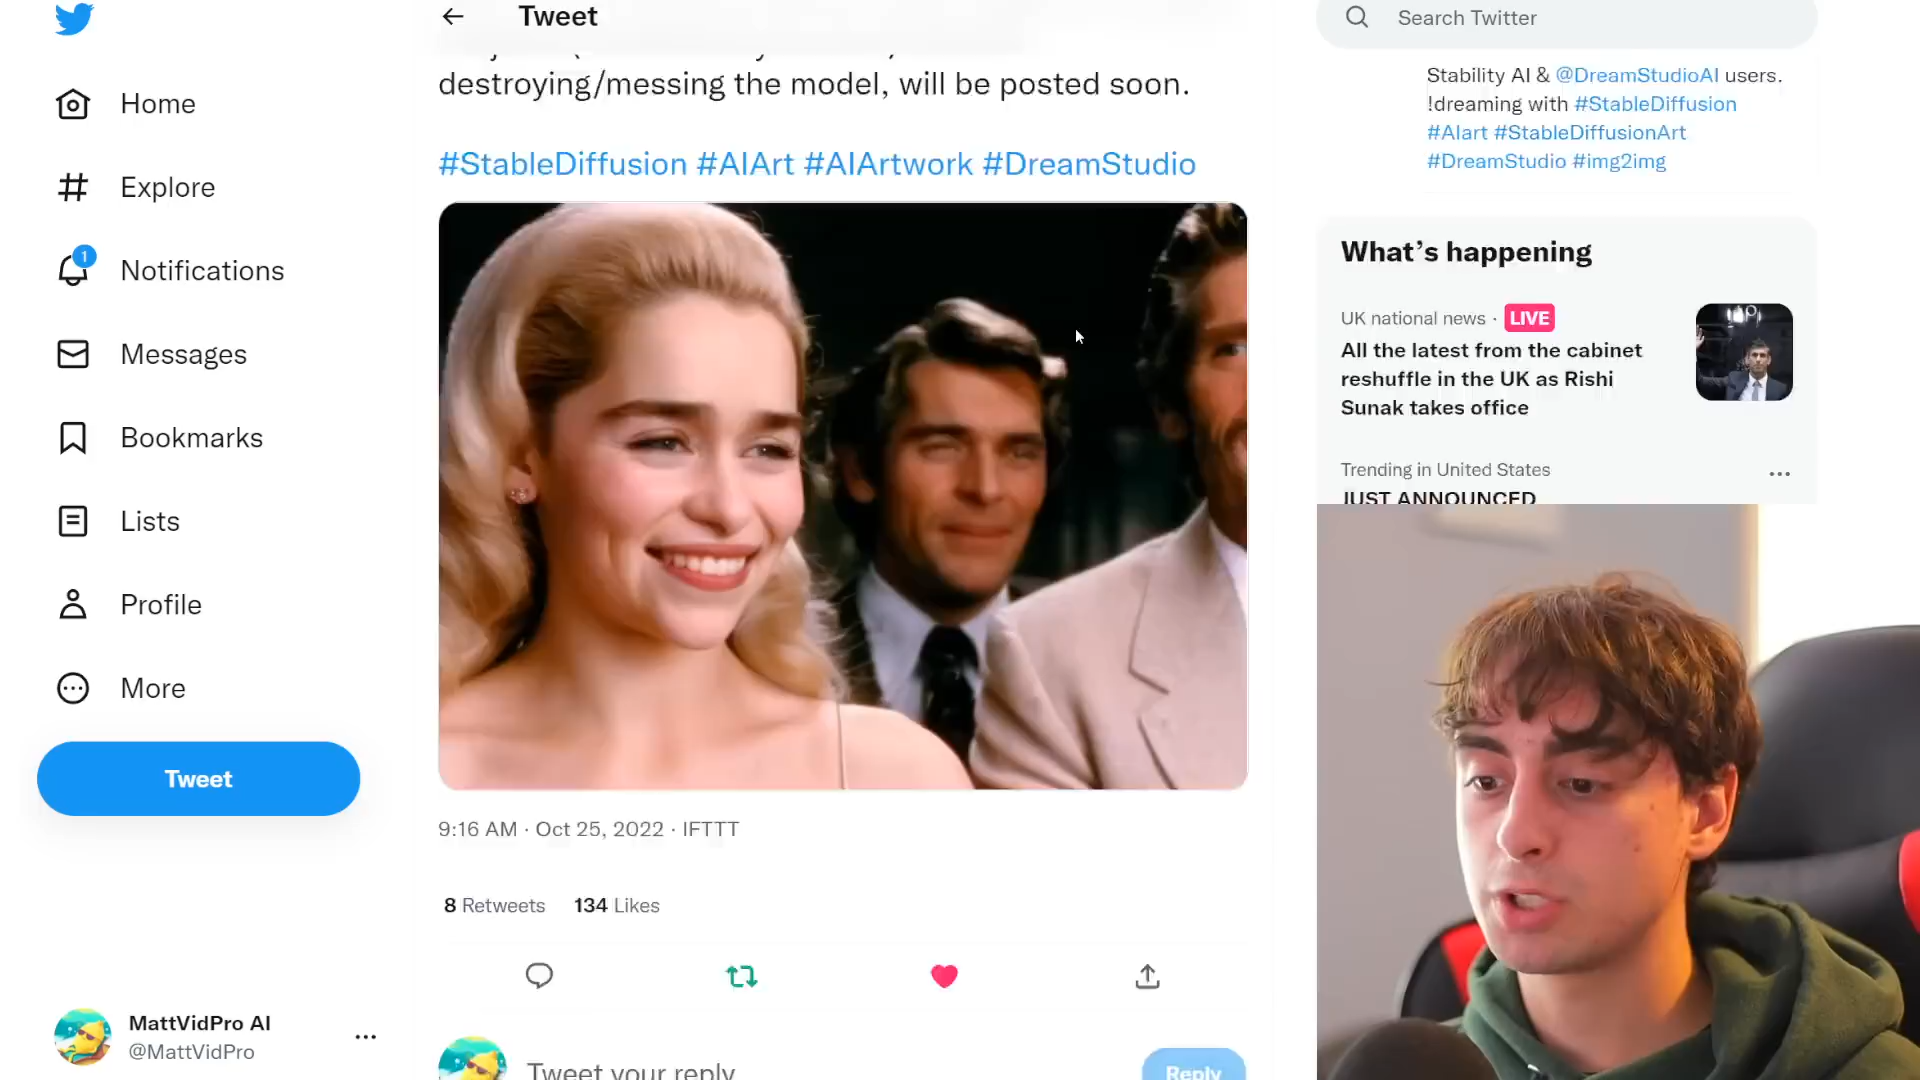 Home
Explore
1
Notifications
Messages
Bookmarks
Lists
Profile
More
Tweet
MattVidPro AI
@MattVidPro
Tweet
destroying/messing the model, will be posted soon.
#StableDiffusion #AIArt #AIArtwork #DreamStudio
9:16 AM · Oct 25, 2022 · IFTTT
8 Retweets 134 Likes
Tweet your reply
Reply
Search Twitter
Stability AI & @DreamStudioAI users.
!dreaming with #StableDiffusion
#AIart #StableDiffusionArt
#DreamStudio #img2img
What's happening
UK national news · LIVE
All the latest from the cabinet
reshuffle in the UK as Rishi
Sunak takes office
Trending in United States
JUST ANNOUNCED